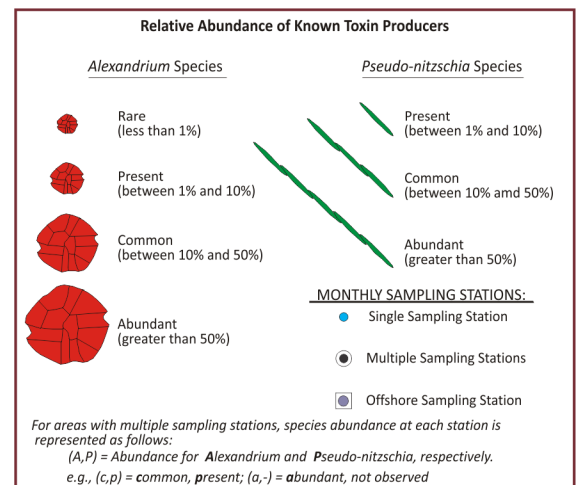 Relative Abundance of Known Toxin Producers
Alexandrium Species
Rare
(less than 1%)
Present
(between 1% and 10%)
Common
(between 10% and 50%)
Abundant
(greater than 50%)
Pseudo-nitzschia Species
Present
(between 1% and 10%)
Common
(between 10% amd 50%)
Abundant
(greater than 50%)
MONTHLY SAMPLING STATIONS:
Single Sampling Station
Multiple Sampling Stations
Offshore Sampling Station
For areas with multiple sampling stations, species abundance at each station is
represented as follows:
(A,P) = Abundance for Alexandrium and Pseudo-nitzschia, respectively.
e.g., (c,p) = common, present; (a,-) = abundant, not observed